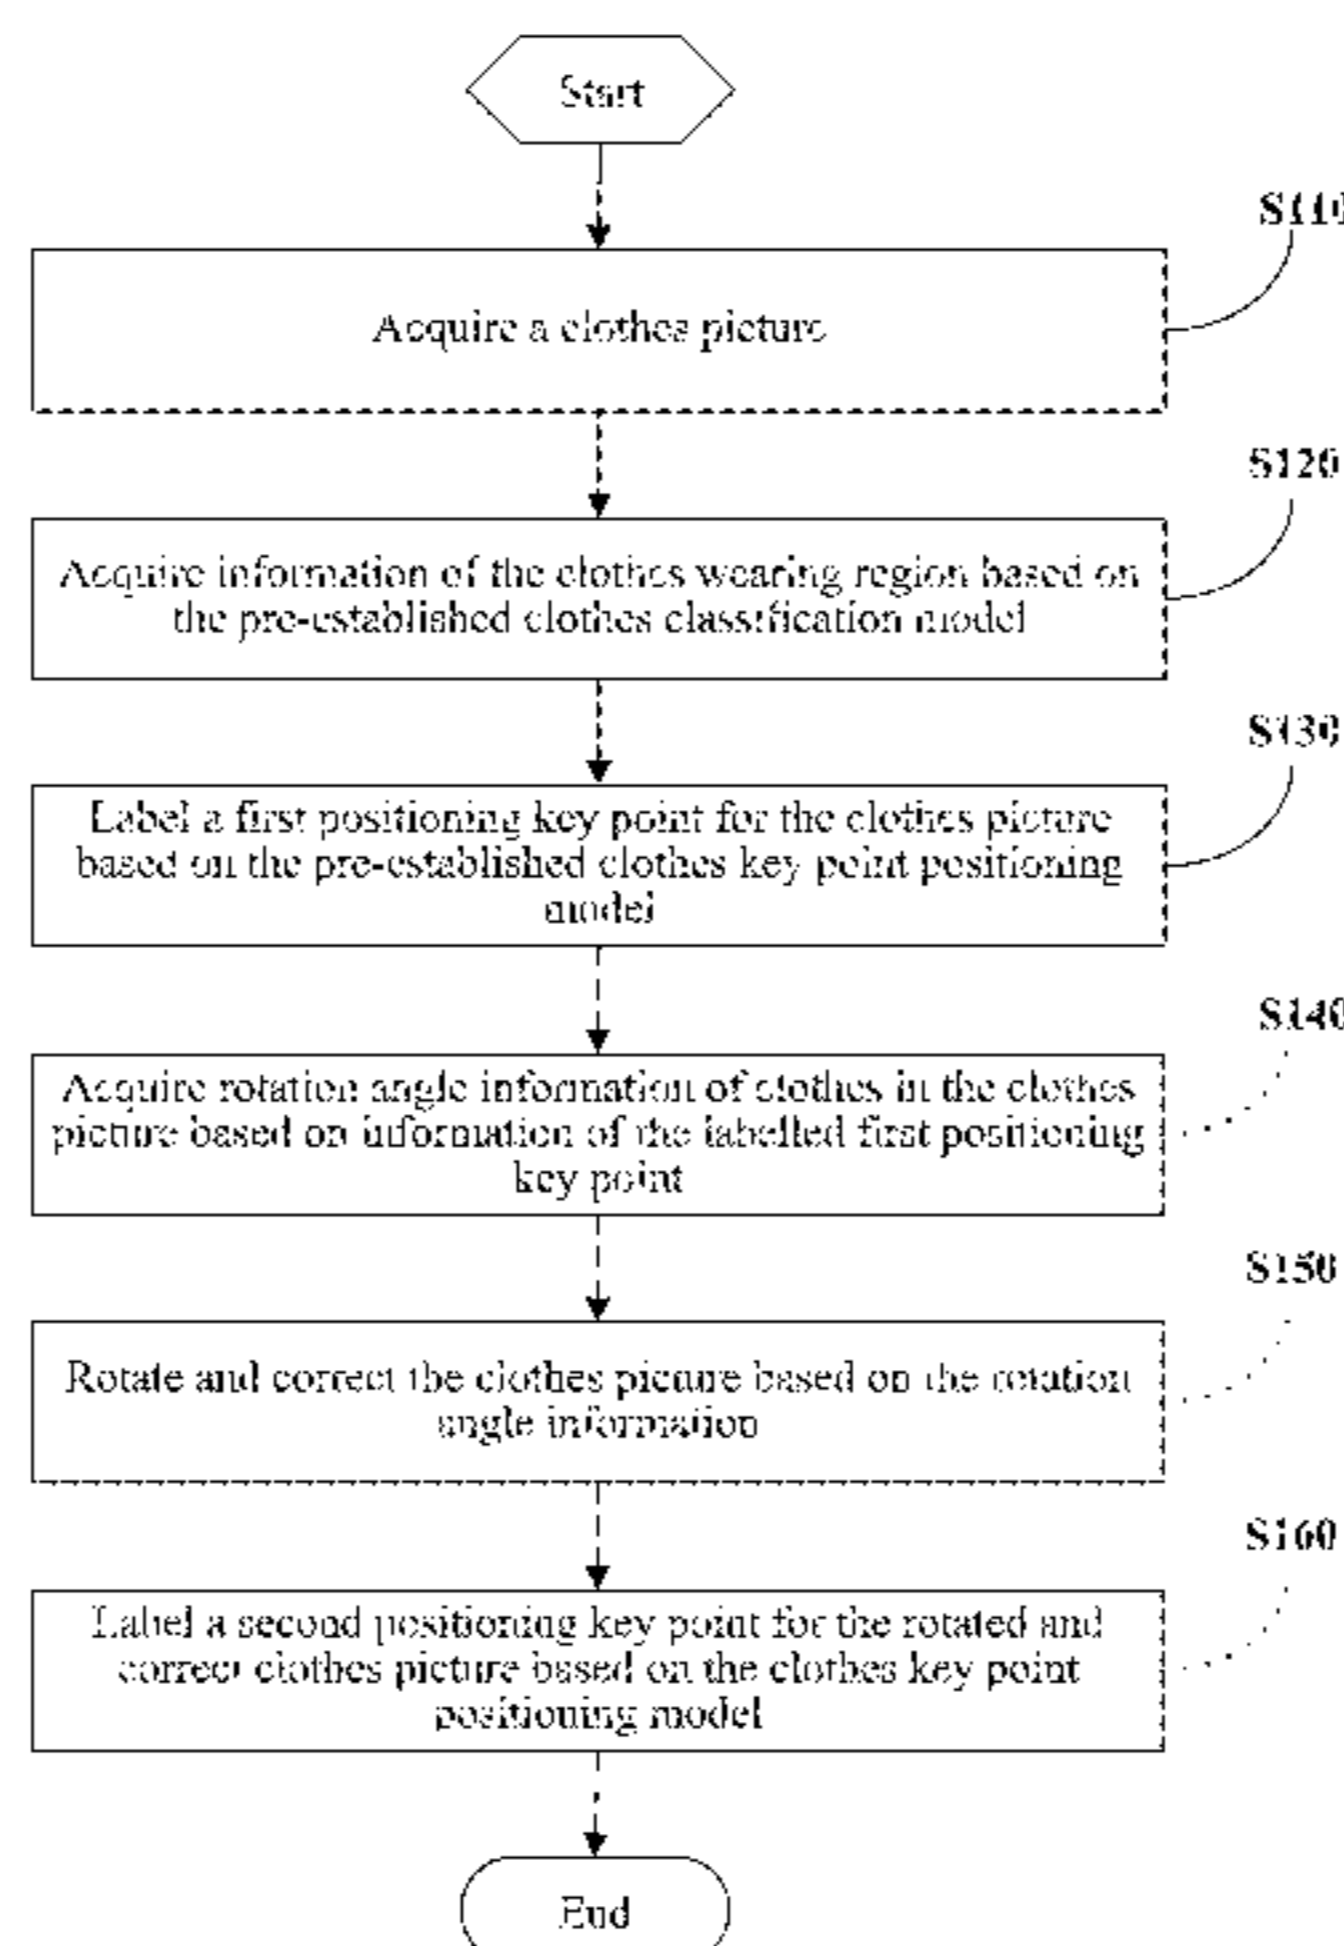 Start
S110
Acquire a clothes picture
S120
Acquire information of the clothes wearing region based on
the pre-established clothes classification model
S130
Label a first positioning key point for the clothes picture
based on the pre-established clothes key point positioning
model
S140
Acquire rotation angle information of clothes in the clothes
picture based on information of the labelled first positioning
key point
S150
Rotate and correct the clothes picture based on the rotation
angle information
S160
Label a second positioning key point for the rotated and
correct clothes picture based on the clothes key point
positioning model
End